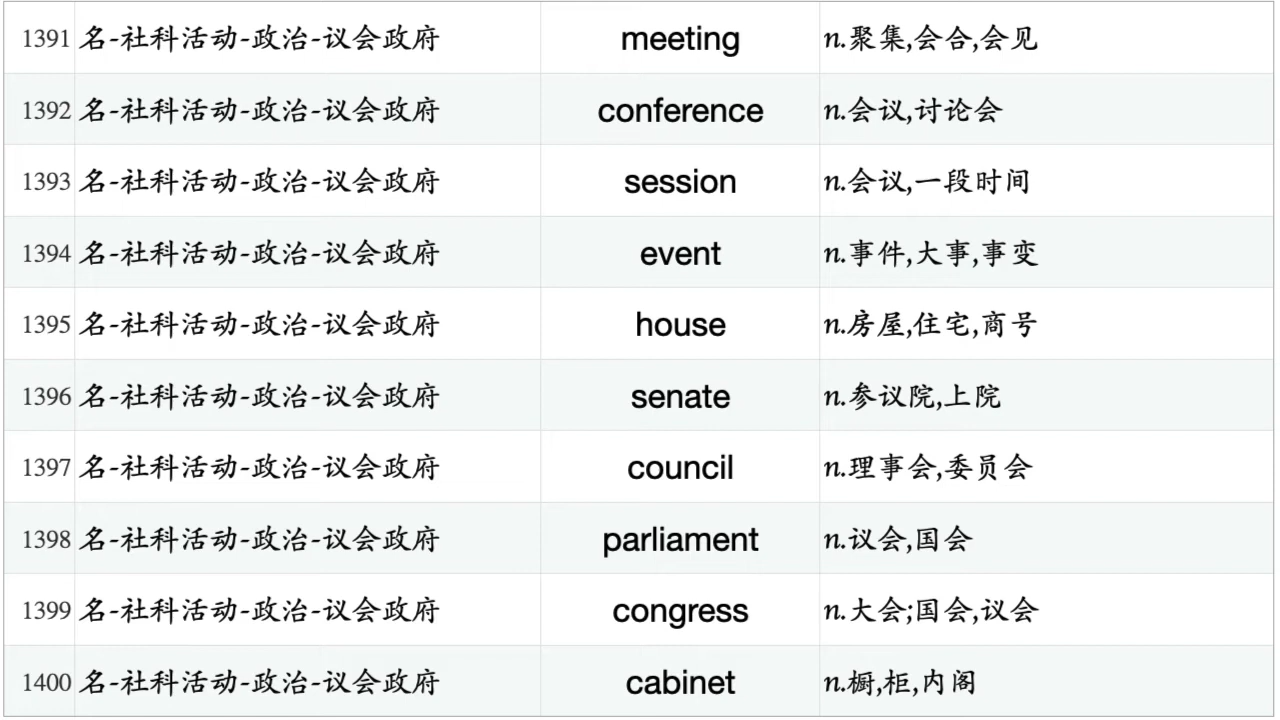 1391 名-社科活动-政治-议会政府 meeting n.聚集,会合,会见
1392 名-社科活动-政治-议会政府 conference n.会议,讨论会
1393 名-社科活动-政治-议会政府 session n.会议,一段时间
1394 名-社科活动-政治-议会政府 event n.事件,大事,事变
1395 名-社科活动-政治-议会政府 house n.房屋,住宅,商号
1396 名-社科活动-政治-议会政府 senate n.参议院,上院
1397 名-社科活动-政治-议会政府 council n.理事会,委员会
1398 名-社科活动-政治-议会政府 parliament n.议会,国会
1399 名-社科活动-政治-议会政府 congress n.大会;国会,议会
1400 名-社科活动-政治-议会政府 cabinet n.橱,柜,内阁